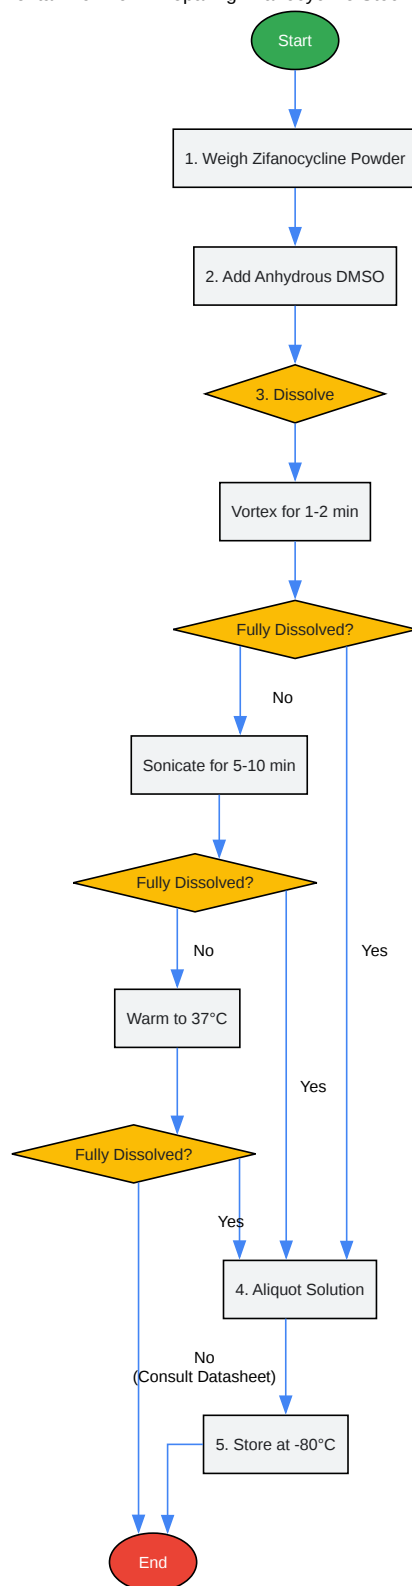 Start
1. Weigh Zifanocycline Powder
2. Add Anhydrous DMSO
3. Dissolve
Vortex for 1-2 min
Fully Dissolved?
No
Sonicate for 5-10 min
Fully Dissolved?
No
Yes
Warm to 37°C
Yes
Fully Dissolved?
Yes
4. Aliquot Solution
No
(Consult Datasheet)
5. Store at -80°C
End